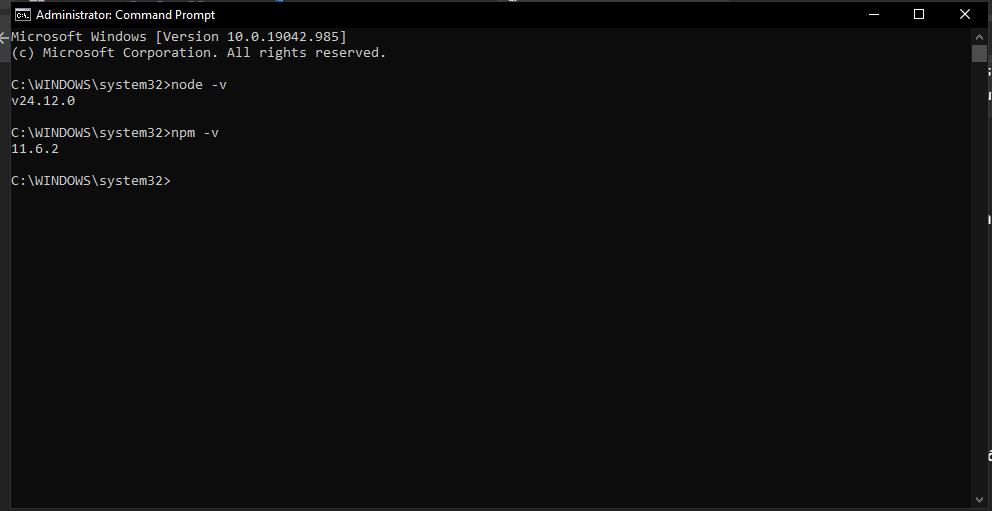 Administrator: Command Prompt
Microsoft Windows [Version 10.0.19042.985]
(c) Microsoft Corporation. All rights reserved.
C:\WINDOWS\system32>node -v
v24.12.0
C:\WINDOWS\system32>npm -v
11.6.2
C:\WINDOWS\system32>